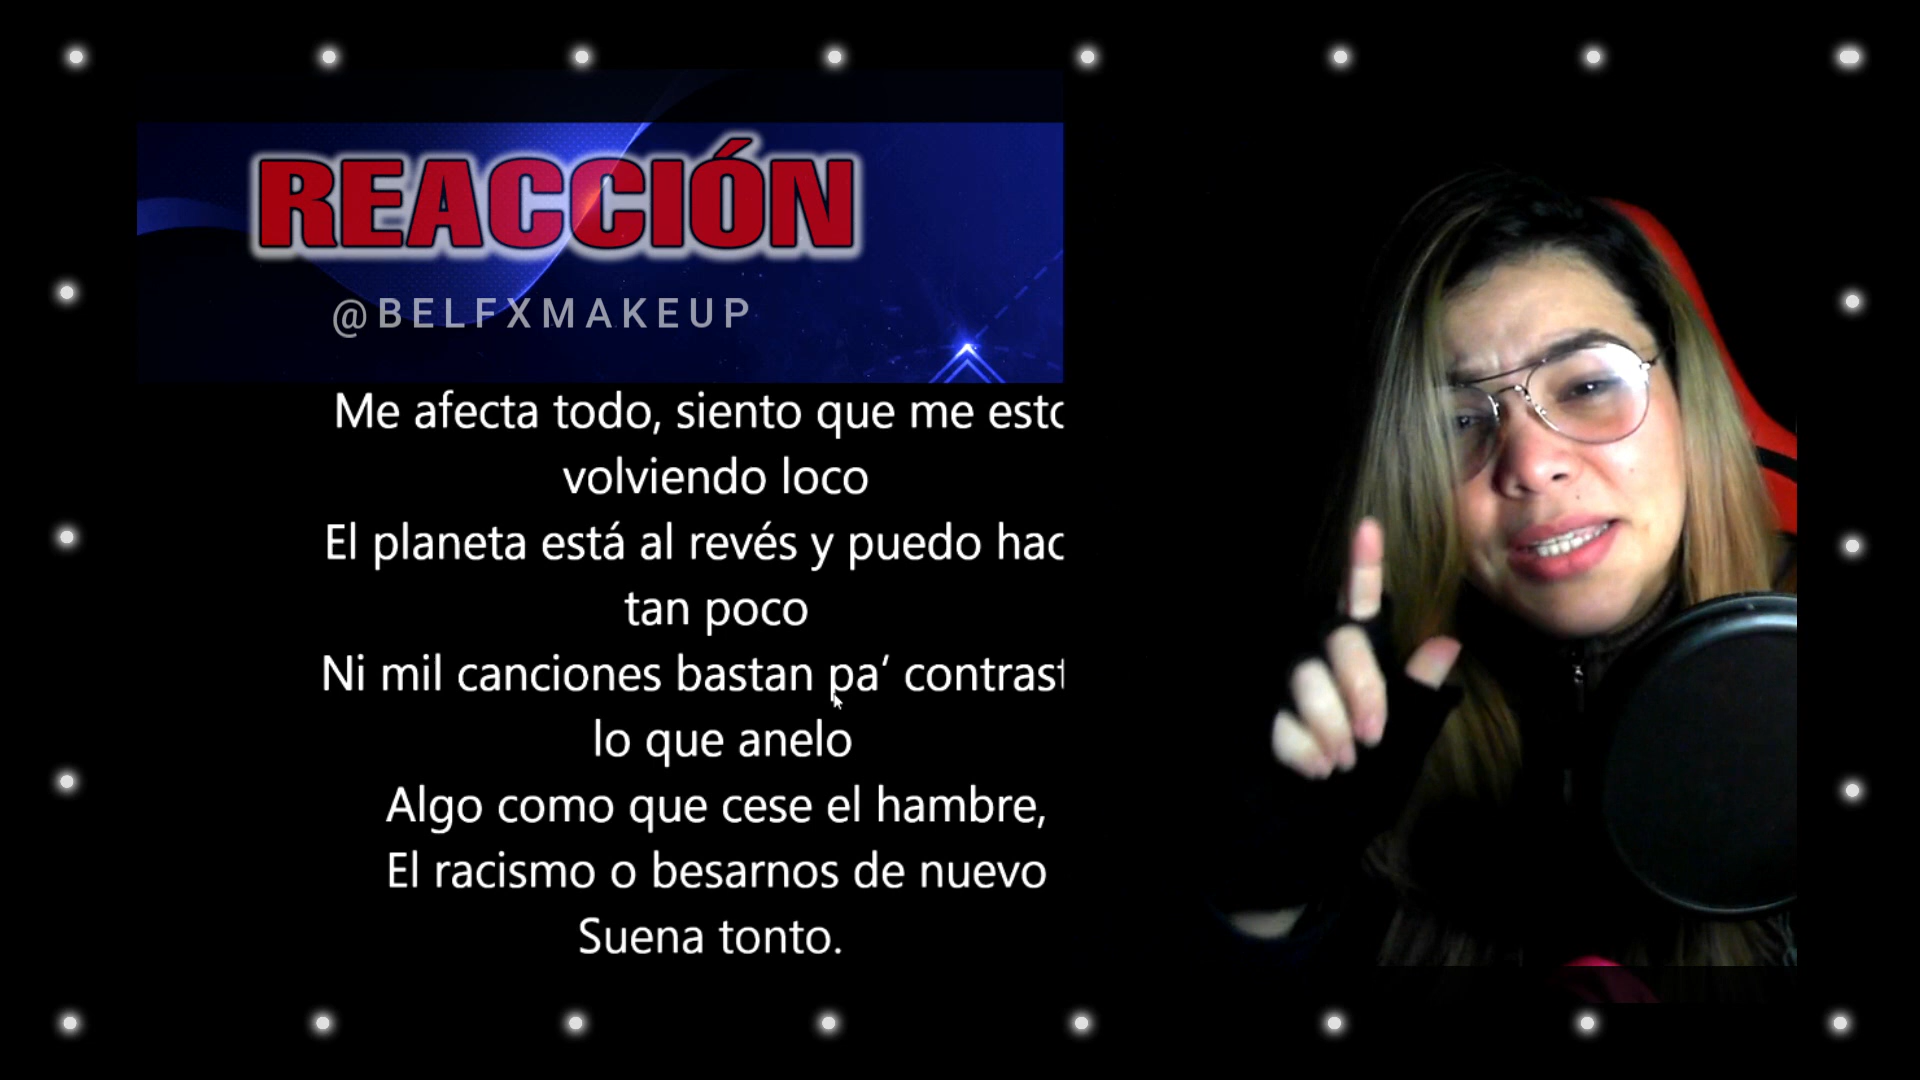 REACCIÓN
@BELFXMAKEUP
Me afecta todo, siento que me esto
volviendo loco
El planeta está al revés y puedo hac
tan poco
Ni mil canciones bastan pa’ contrast
lo que anelo
Algo como que cese el hambre,
El racismo o besarnos de nuevo
Suena tonto.